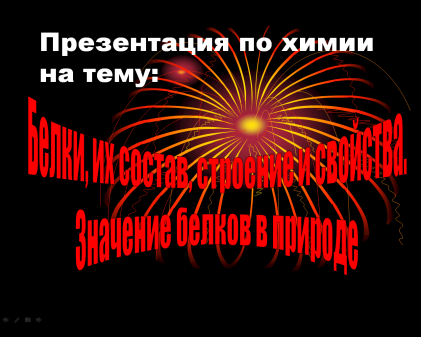 Презентация по химии
на тему:
Белки, их состав, строение и свойства.
Значение белков в природе